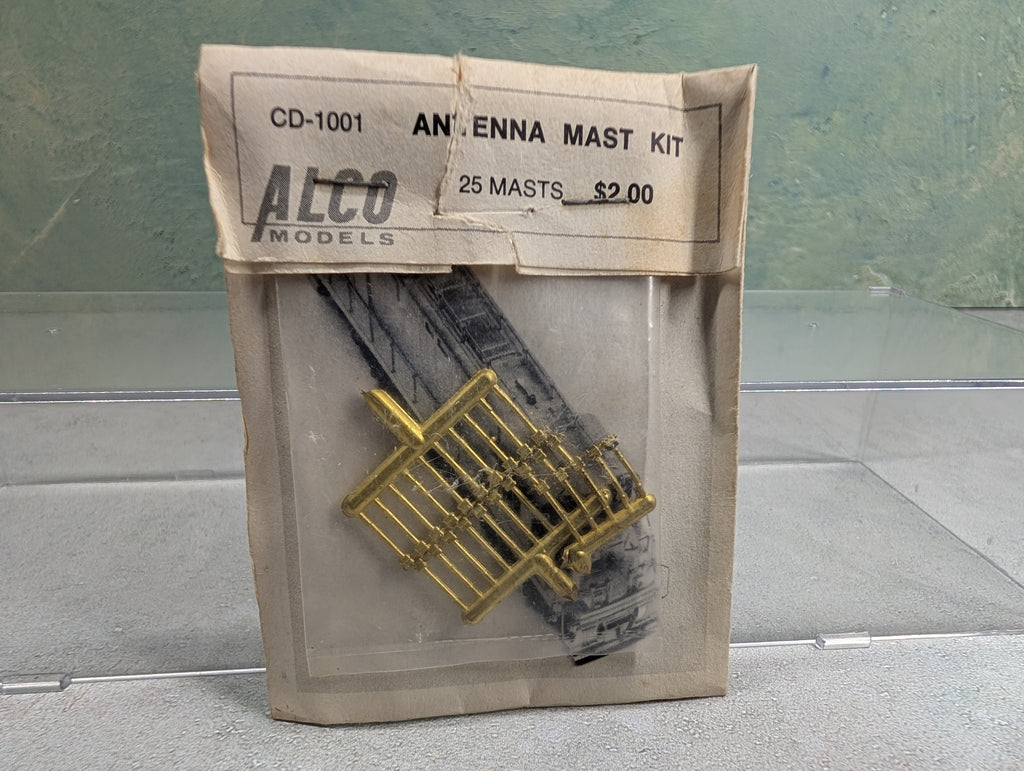 CD-1001 ANTENNA MAST KIT
25 MASTS $2.00
ALCO
MODELS